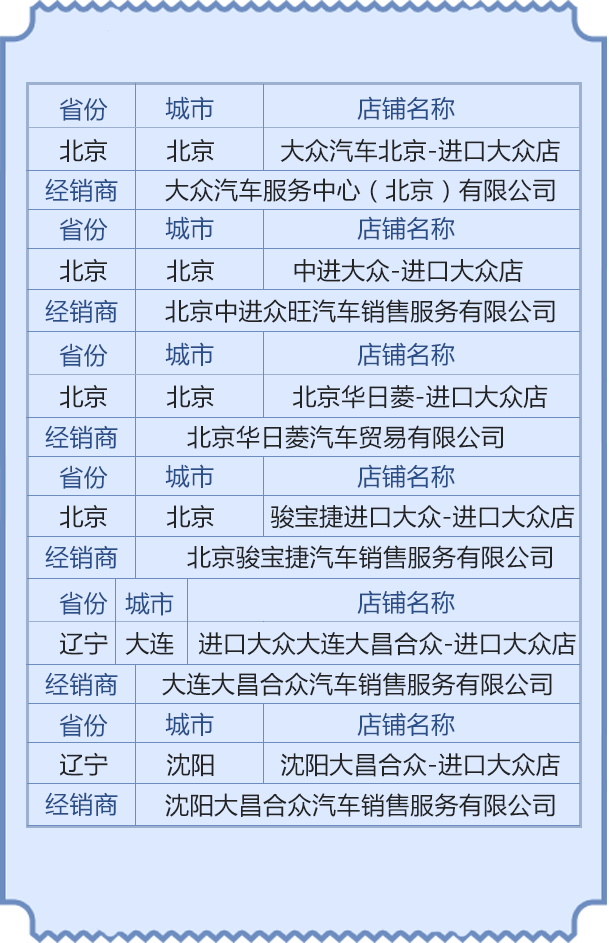 省份 城市 店铺名称
北京 北京 大众汽车北京-进口大众店
经销商 大众汽车服务中心（北京）有限公司
省份 城市 店铺名称
北京 北京 中进大众-进口大众店
经销商 北京中进众旺汽车销售服务有限公司
省份 城市 店铺名称
北京 北京 北京华日菱-进口大众店
经销商 北京华日菱汽车贸易有限公司
省份 城市 店铺名称
北京 北京 骏宝捷进口大众-进口大众店
经销商 北京骏宝捷汽车销售服务有限公司
省份 城市 店铺名称
辽宁 大连 进口大众大连大昌合众-进口大众店
经销商 大连大昌合众汽车销售服务有限公司
省份 城市 店铺名称
辽宁 沈阳 沈阳大昌合众-进口大众店
经销商 沈阳大昌合众汽车销售服务有限公司